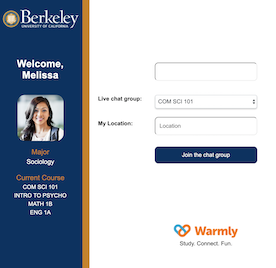 Berkeley
UNIVERSITY OF CALIFORNIA
Welcome,
Melissa
Major
Sociology
Current Course
COM SCI 101
INTRO TO PSYCHO
MATH 1B
ENG 1A
Live chat group:
COM SCI 101
My Location:
Location
Join the chat group
Warmly
Study. Connect. Fun.